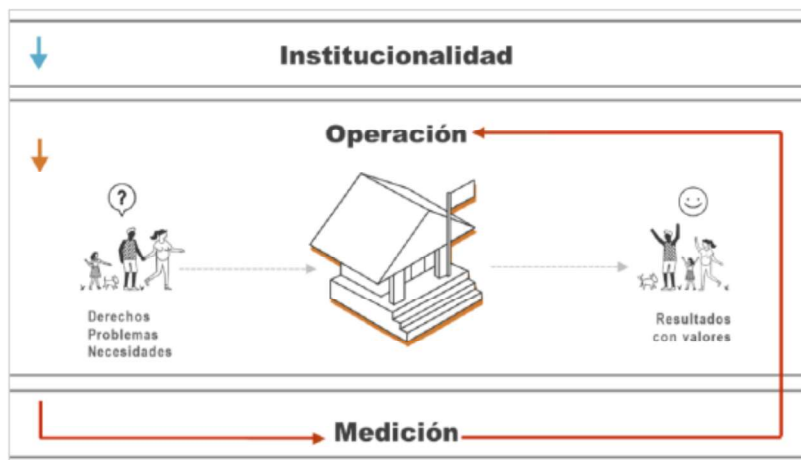 Institucionalidad
Operación
?
Derechos
Problemas
Necesidades
Resultados
con valores
Medición